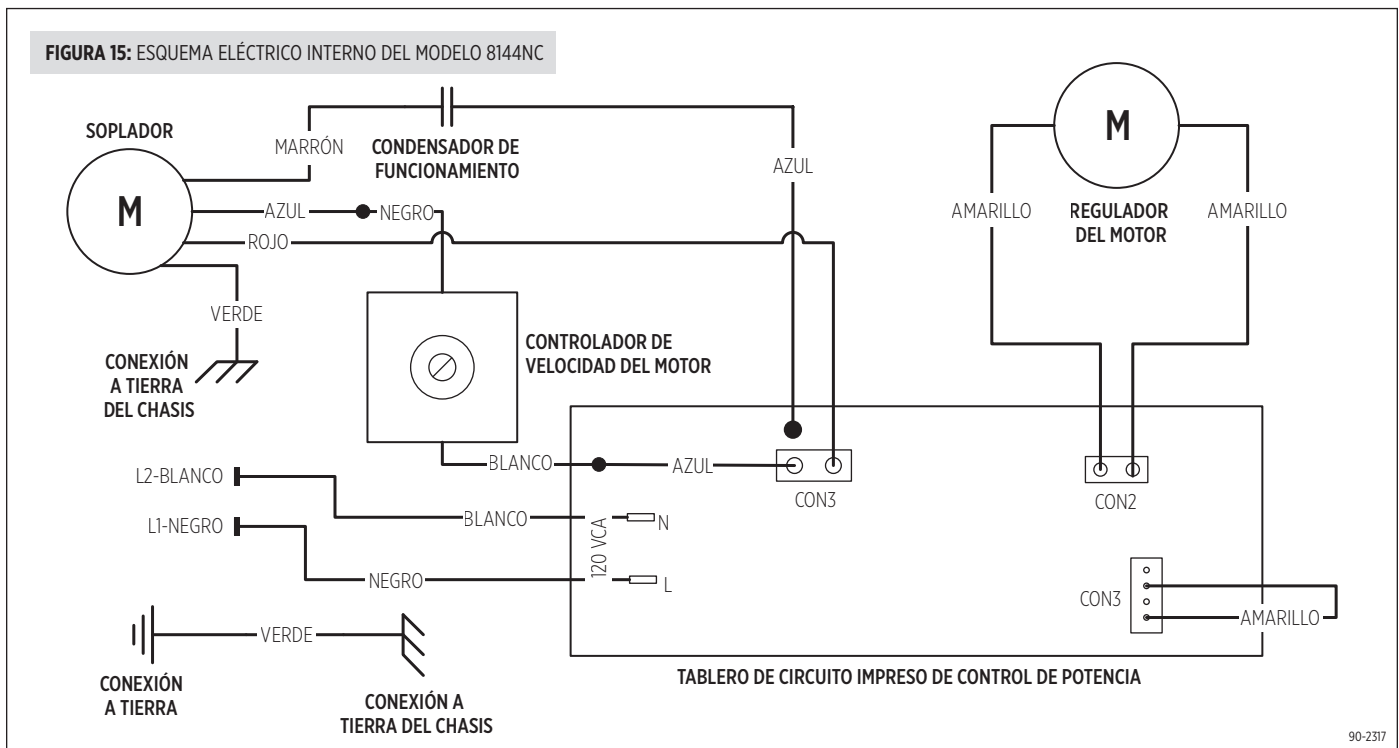 FIGURA 15: ESQUEMA ELÉCTRICO INTERNO DEL MODELO 8144NC
SOPLADOR
M
MARRÓN
CONDENSADOR DE
FUNCIONAMIENTO
AZUL
AZUL
NEGRO
ROJO
VERDE
CONEXIÓN
A TIERRA
DEL CHASIS
CONTROLADOR DE
VELOCIDAD DEL MOTOR
M
AMARILLO
REGULADOR
DEL MOTOR
AMARILLO
BLANCO
AZUL
CON3
CON2
L2-BLANCO
BLANCO
N
L1-NEGRO
NEGRO
L
120 VCA
CON3
AMARILLO
VERDE
CONEXIÓN
A TIERRA
CONEXIÓN A
TIERRA DEL CHASIS
TABLERO DE CIRCUITO IMPRESO DE CONTROL DE POTENCIA
90-2317